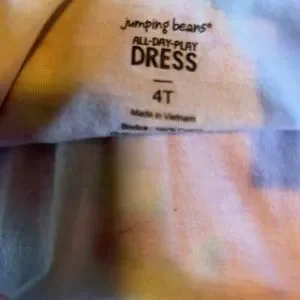 jumping beans®
ALL-DAY-PLAY
DRESS
4T
Made in Vietnam